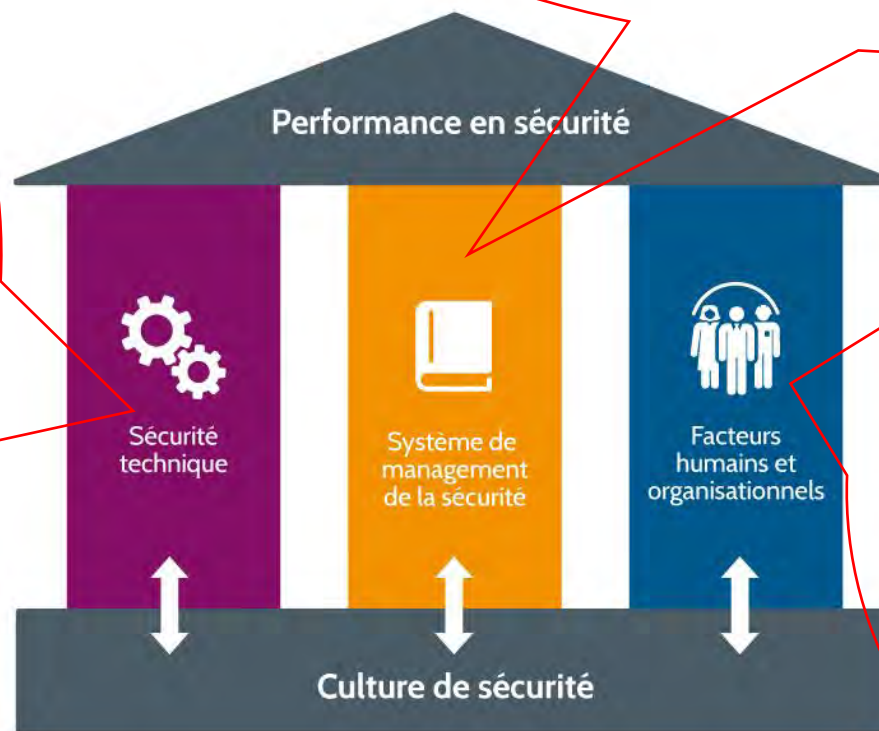 Performance en sécurité
Sécurité
technique
Système de
management
de la sécurité
Facteurs
humains et
organisationnels
Culture de sécurité